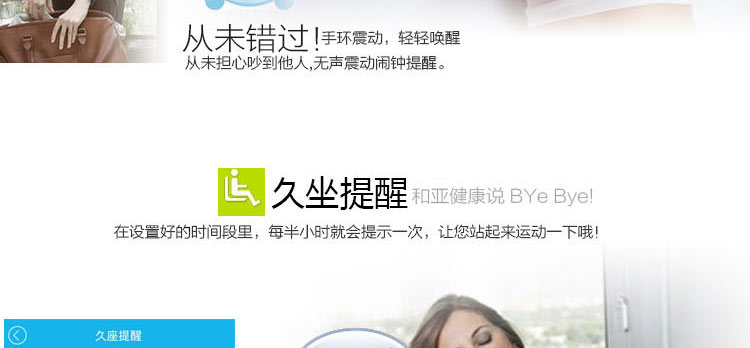 从未错过!手环震动，轻轻唤醒
从未担心吵到他人,无声震动闹钟提醒。
久坐提醒 和亚健康说 BYe Bye!
在设置好的时间段里，每半小时就会提示一次，让您站起来运动一下哦!
久座提醒